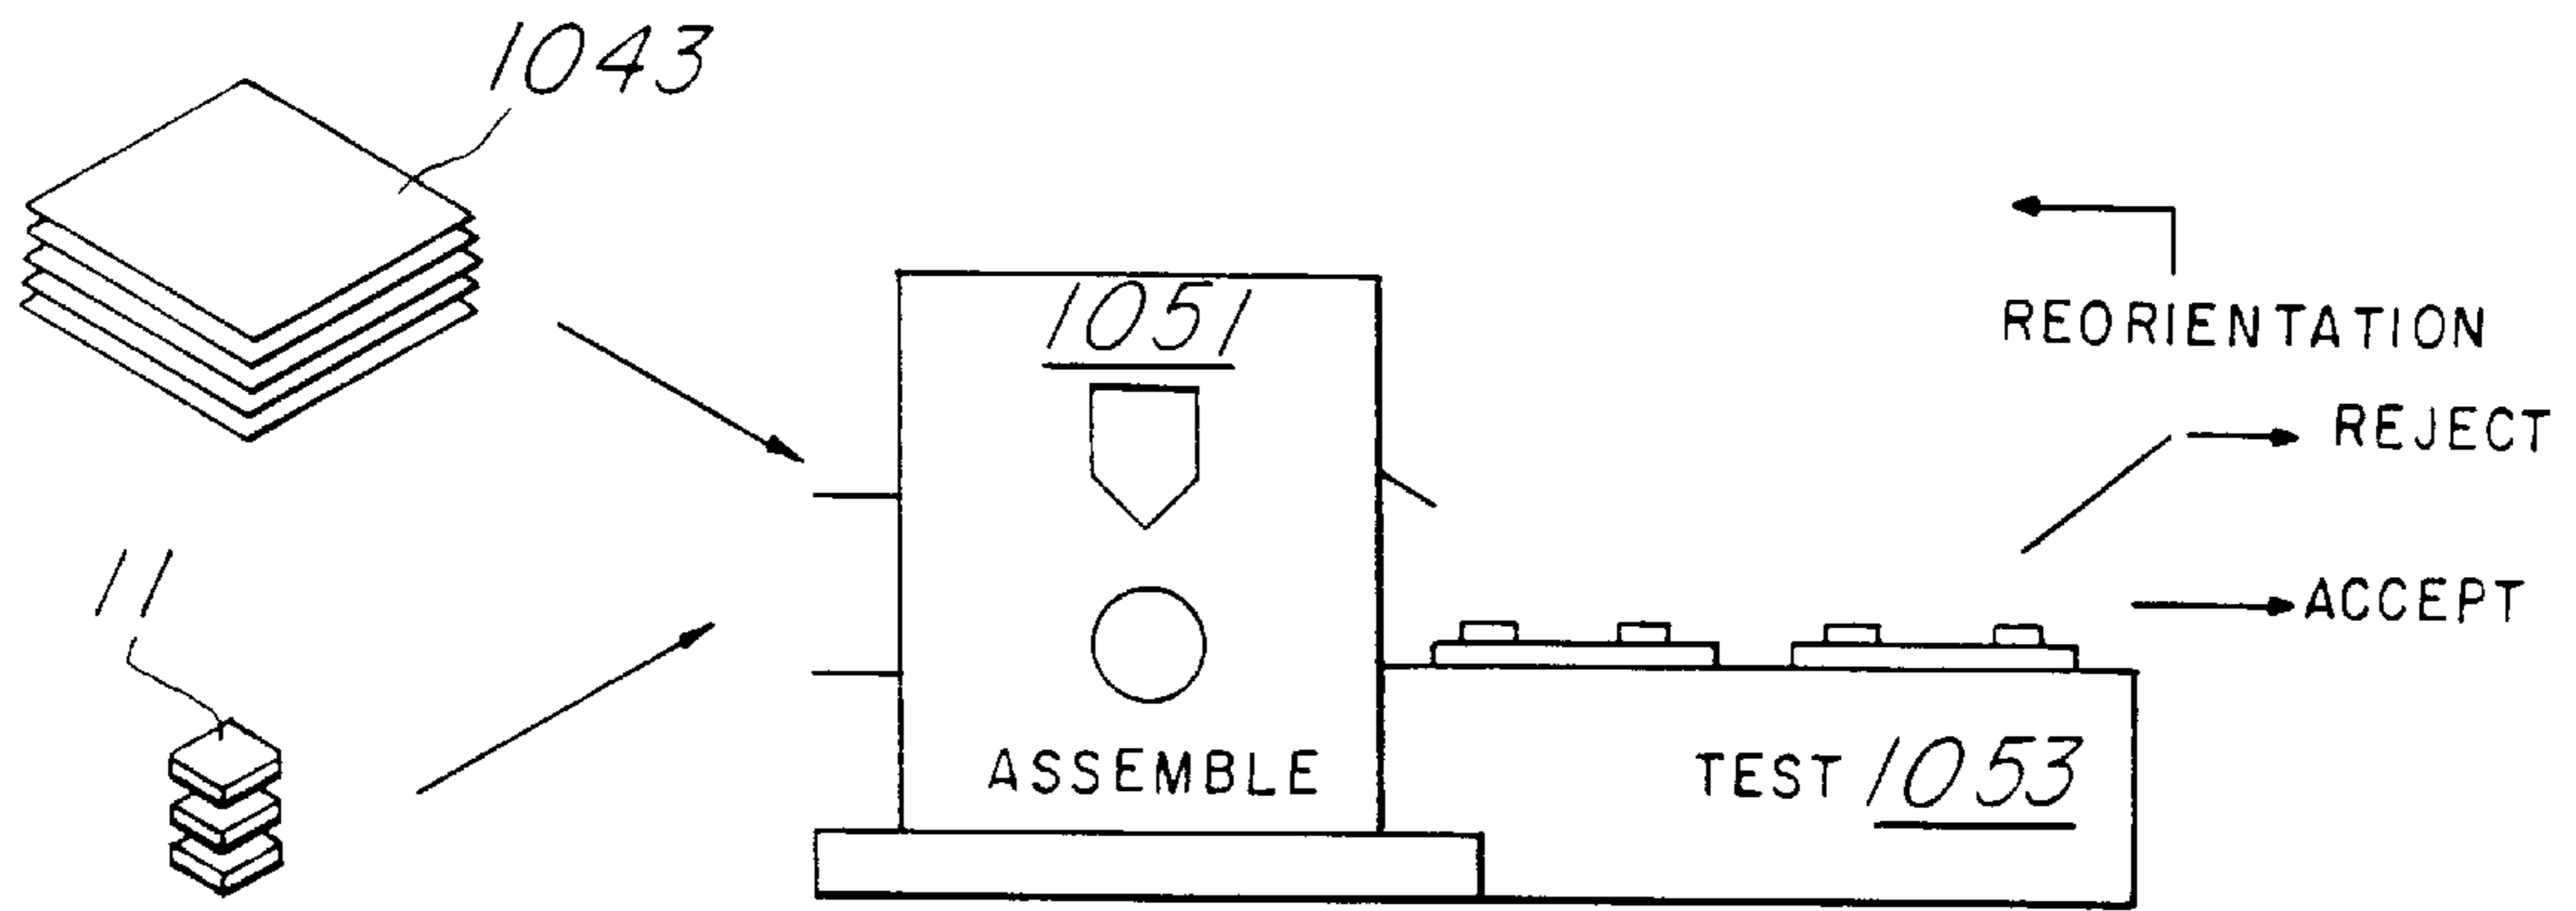 1043
1051
REORIENTATION
REJECT
11
ACCEPT
ASSEMBLE
TEST 1053